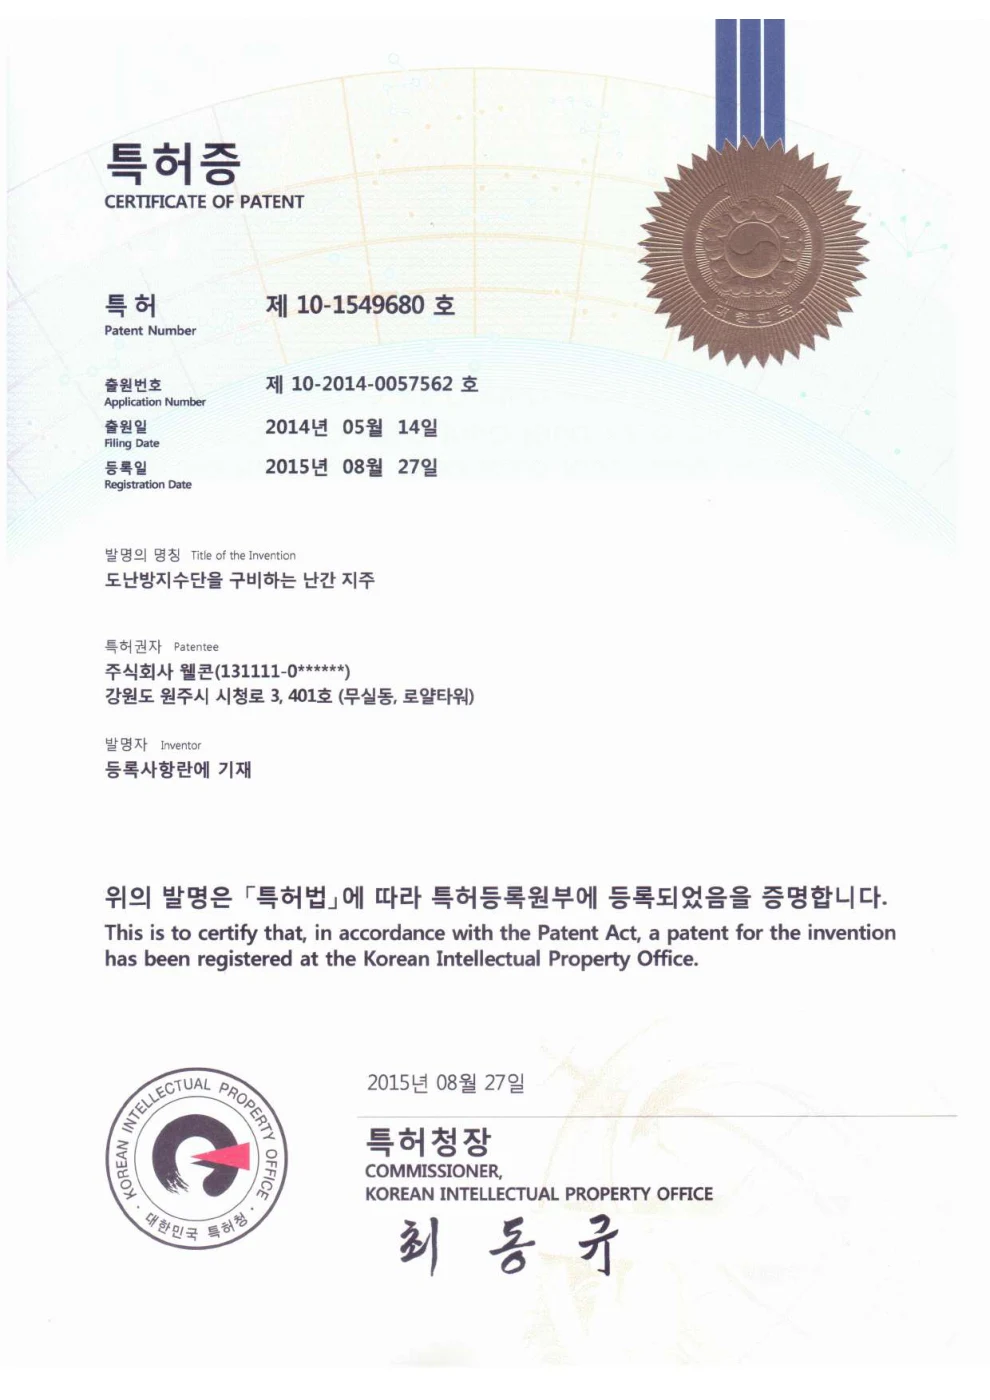 특허증
CERTIFICATE OF PATENT
대한민국
특 허 제 10-1549680 호
Patent Number
출원번호 제 10-2014-0057562 호
Application Number
출원일 2014년 05월 14일
Filing Date
등록일 2015년 08월 27일
Registration Date
발명의 명칭 Title of the Invention
도난방지수단을 구비하는 난간 지주
특허권자 Patentee
주식회사 웰콘(131111-0******)
강원도 원주시 시청로 3, 401호 (무실동, 로얄타워)
발명자 Inventor
등록사항란에 기재
위의 발명은 「특허법」에 따라 특허등록원부에 등록되었음을 증명합니다.
This is to certify that, in accordance with the Patent Act, a patent for the invention
has been registered at the Korean Intellectual Property Office.
2015년 08월 27일
특허청장
COMMISSIONER,
KOREAN INTELLECTUAL PROPERTY OFFICE
최 동 규
KOREAN INTELLECTUAL PROPERTY OFFICE
대한민국 특허청